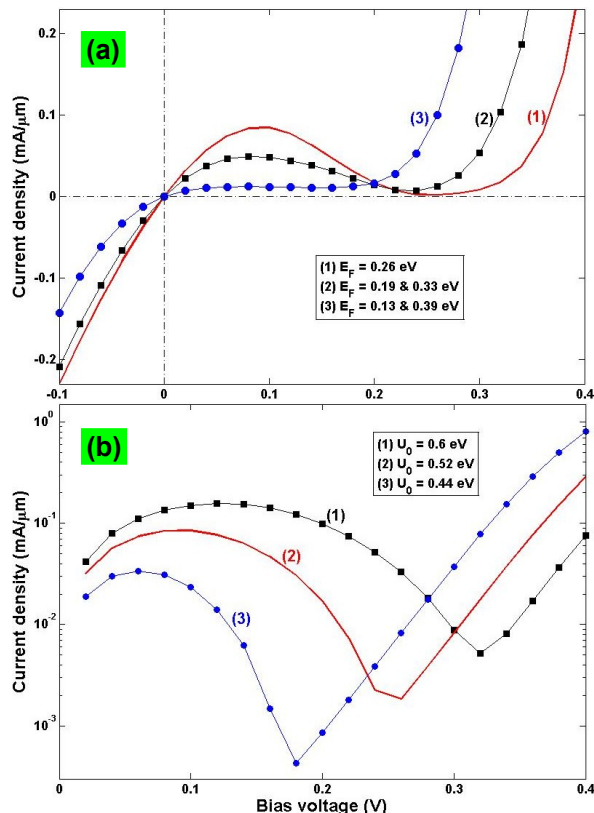 (a)
Current density (mA/μm)
0.2
0.1
0
-0.1
-0.2
-0.1 0 0.1 0.2 0.3 0.4
(3)
(2)
(1)
(1) E_F = 0.26 eV
(2) E_F = 0.19 & 0.33 eV
(3) E_F = 0.13 & 0.39 eV
(b)
Current density (mA/μm)
10^0
10^-1
10^-2
10^-3
(1) U_0 = 0.6 eV
(2) U_0 = 0.52 eV
(3) U_0 = 0.44 eV
(1)
(2)
(3)
0 0.1 0.2 0.3 0.4
Bias voltage (V)